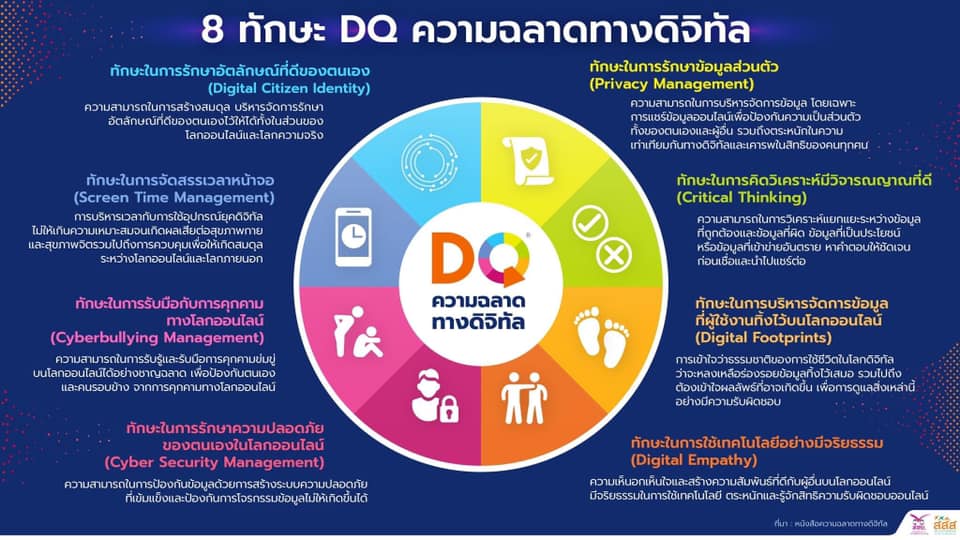 8 ทักษะ DQ ความฉลาดทางดิจิทัล
ทักษะในการรักษาอัตลักษณ์ที่ดีของตนเอง
(Digital Citizen Identity)
ความสามารถในการสร้างสมดุล บริหารจัดการรักษา
อัตลักษณ์ที่ดีของตนเองไว้ให้ได้ทั้งในส่วนของ
โลกออนไลน์และโลกความจริง
ทักษะในการจัดสรรเวลาหน้าจอ
(Screen Time Management)
การบริหารเวลากับการใช้อุปกรณ์ยุคดิจิทัล
ไม่ให้เกินความเหมาะสมจนเกิดผลเสียต่อสุขภาพกาย
และสุขภาพจิตรวมไปถึงการควบคุมเพื่อให้เกิดสมดุล
ระหว่างโลกออนไลน์และโลกภายนอก
ทักษะในการรับมือกับการคุกคาม
ทางโลกออนไลน์
(Cyberbullying Management)
ความสามารถในการรับรู้และรับมือการคุกคามข่มขู่
บนโลกออนไลน์ได้อย่างชาญฉลาด เพื่อป้องกันตนเอง
และคนรอบข้าง จากการคุกคามทางโลกออนไลน์
ทักษะในการรักษาความปลอดภัย
ของตนเองในโลกออนไลน์
(Cyber Security Management)
ความสามารถในการป้องกันข้อมูลด้วยการสร้างระบบความปลอดภัย
ที่เข้มแข็งและป้องกันการโจรกรรมข้อมูลไม่ให้เกิดขึ้นได้
DQ
®
ความฉลาด
ทางดิจิทัล
ทักษะในการรักษาข้อมูลส่วนตัว
(Privacy Management)
ความสามารถในการบริหารจัดการข้อมูล โดยเฉพาะ
การแชร์ข้อมูลออนไลน์เพื่อป้องกันความเป็นส่วนตัว
ทั้งของตนเองและผู้อื่น รวมถึงตระหนักในความ
เท่าเทียมกันทางดิจิทัลและเคารพในสิทธิของคนทุกคน
ทักษะในการคิดวิเคราะห์มีวิจารณญาณที่ดี
(Critical Thinking)
ความสามารถในการวิเคราะห์แยกแยะระหว่างข้อมูล
ที่ถูกต้องและข้อมูลที่ผิด ข้อมูลที่เป็นประโยชน์
หรือข้อมูลที่เข้าข่ายอันตราย หาคำตอบให้ชัดเจน
ก่อนเชื่อและนำไปแชร์ต่อ
ทักษะในการบริหารจัดการข้อมูล
ที่ผู้ใช้งานทิ้งไว้บนโลกออนไลน์
(Digital Footprints)
การเข้าใจว่าธรรมชาติของการใช้ชีวิตในโลกดิจิทัล
ว่าจะหลงเหลือร่องรอยข้อมูลทิ้งไว้เสมอ รวมไปถึง
ต้องเข้าใจผลลัพธ์ที่อาจเกิดขึ้น เพื่อการดูแลสิ่งเหล่านี้
อย่างมีความรับผิดชอบ
ทักษะในการใช้เทคโนโลยีอย่างมีจริยธรรม
(Digital Empathy)
ความเห็นอกเห็นใจและสร้างความสัมพันธ์ที่ดีกับผู้อื่นบนโลกออนไลน์
มีจริยธรรมในการใช้เทคโนโลยี ตระหนักและรู้จักสิทธิความรับผิดชอบออนไลน์
ที่มา : หนังสือความฉลาดทางดิจิทัล
สสส